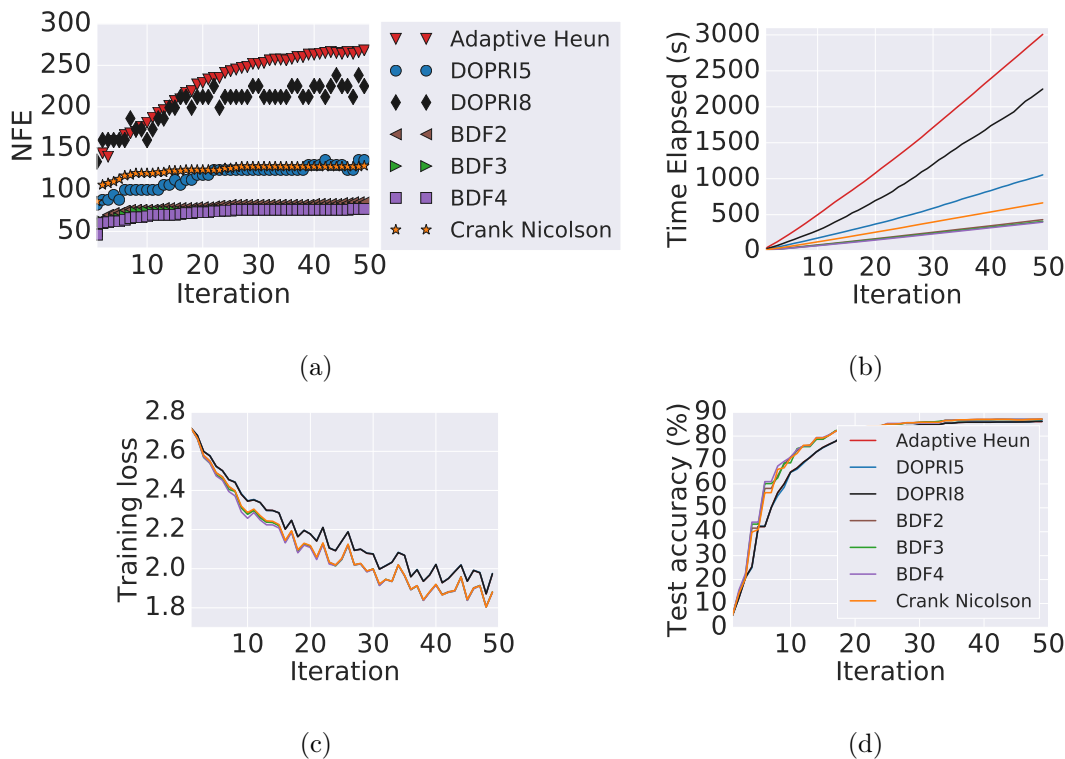 300
250
200
150
100
50
NFE
10 20 30 40 50
Iteration
Adaptive Heun
DOPRI5
DOPRI8
BDF2
BDF3
BDF4
Crank Nicolson
(a)
3000
2500
2000
1500
1000
500
0
Time Elapsed (s)
10 20 30 40 50
Iteration
(b)
2.8
2.6
2.4
2.2
2.0
1.8
Training loss
0 10 20 30 40 50
Iteration
(c)
90
80
70
60
50
40
30
20
10
0
Test accuracy (%)
10 20 30 40 50
Iteration
Adaptive Heun
DOPRI5
DOPRI8
BDF2
BDF3
BDF4
Crank Nicolson
(d)